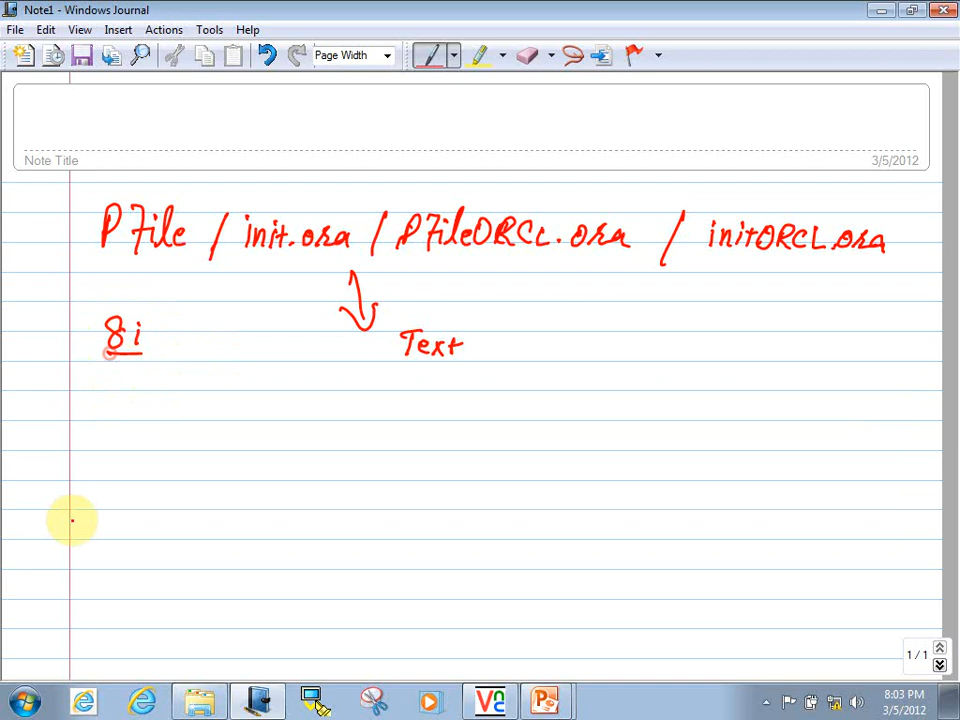 Note1 - Windows Journal
File Edit View Insert Actions Tools Help
Page Width
Note Title 3/5/2012
PFile / init.ora / PFileORCL.ora / initORCL.ora
8i Text
1 / 1
8:03 PM
3/5/2012